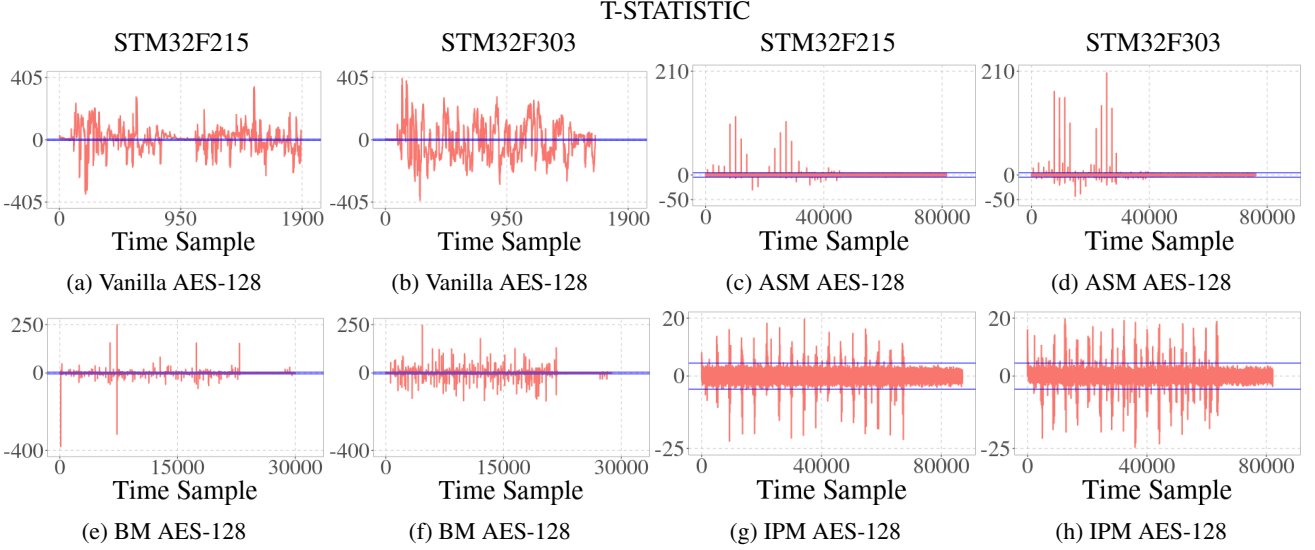 T-STATISTIC
STM32F215 STM32F303 STM32F215 STM32F303
405 405 210 210
0 0 0 0
-405 -405 -50 -50
0 950 1900 0 950 1900 0 40000 80000 0 40000 80000
Time Sample Time Sample Time Sample Time Sample
(a) Vanilla AES-128 (b) Vanilla AES-128 (c) ASM AES-128 (d) ASM AES-128
250 250 20 20
0 0 0 0
-400 -400 -25 -25
0 15000 30000 0 15000 30000 0 40000 80000 0 40000 80000
Time Sample Time Sample Time Sample Time Sample
(e) BM AES-128 (f) BM AES-128 (g) IPM AES-128 (h) IPM AES-128